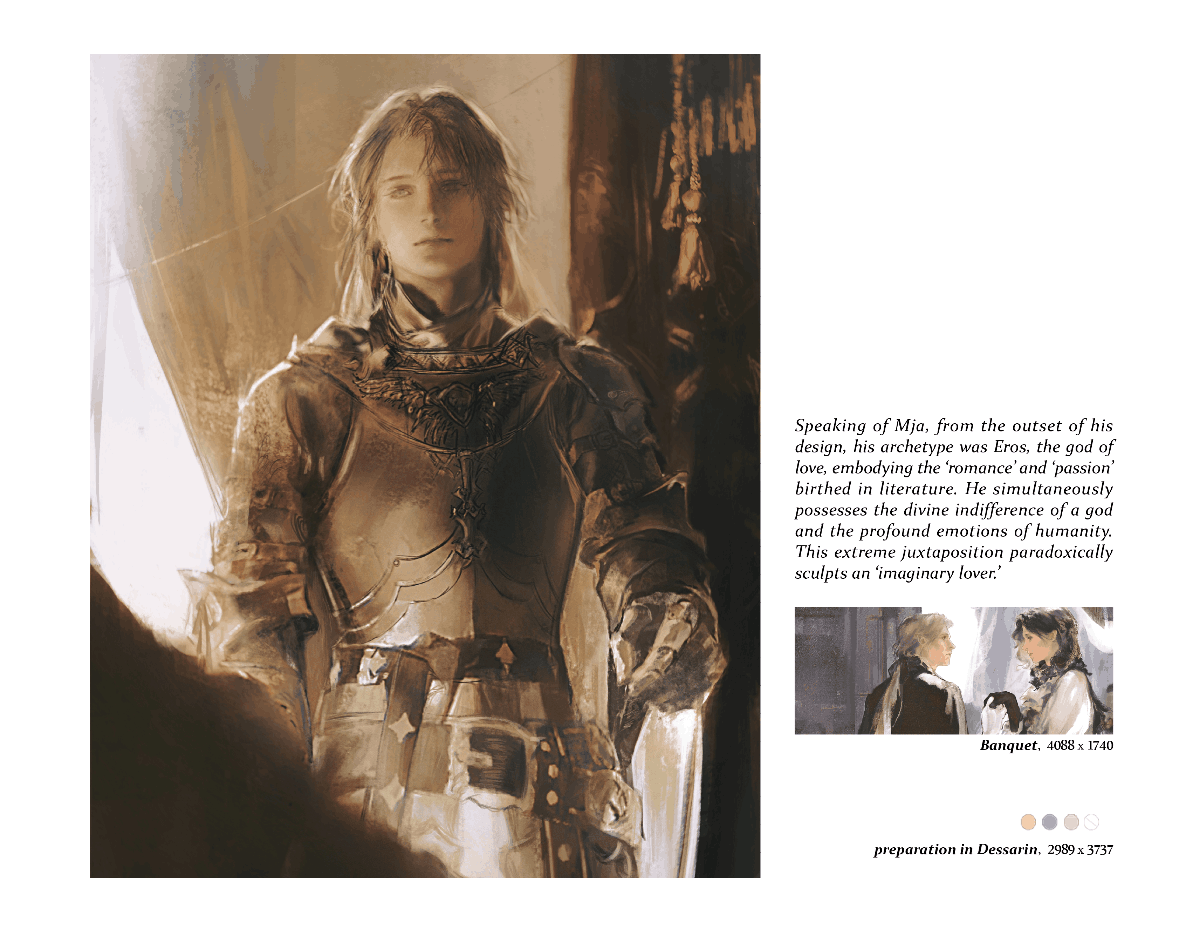 Speaking of Mja, from the outset of his
design, his archetype was Eros, the god of
love, embodying the ‘romance’ and ‘passion’
birthed in literature. He simultaneously
possesses the divine indifference of a god
and the profound emotions of humanity.
This extreme juxtaposition paradoxically
sculpts an ‘imaginary lover.’
Banquet, 4088 x 1740
preparation in Dessarin, 2989 x 3737